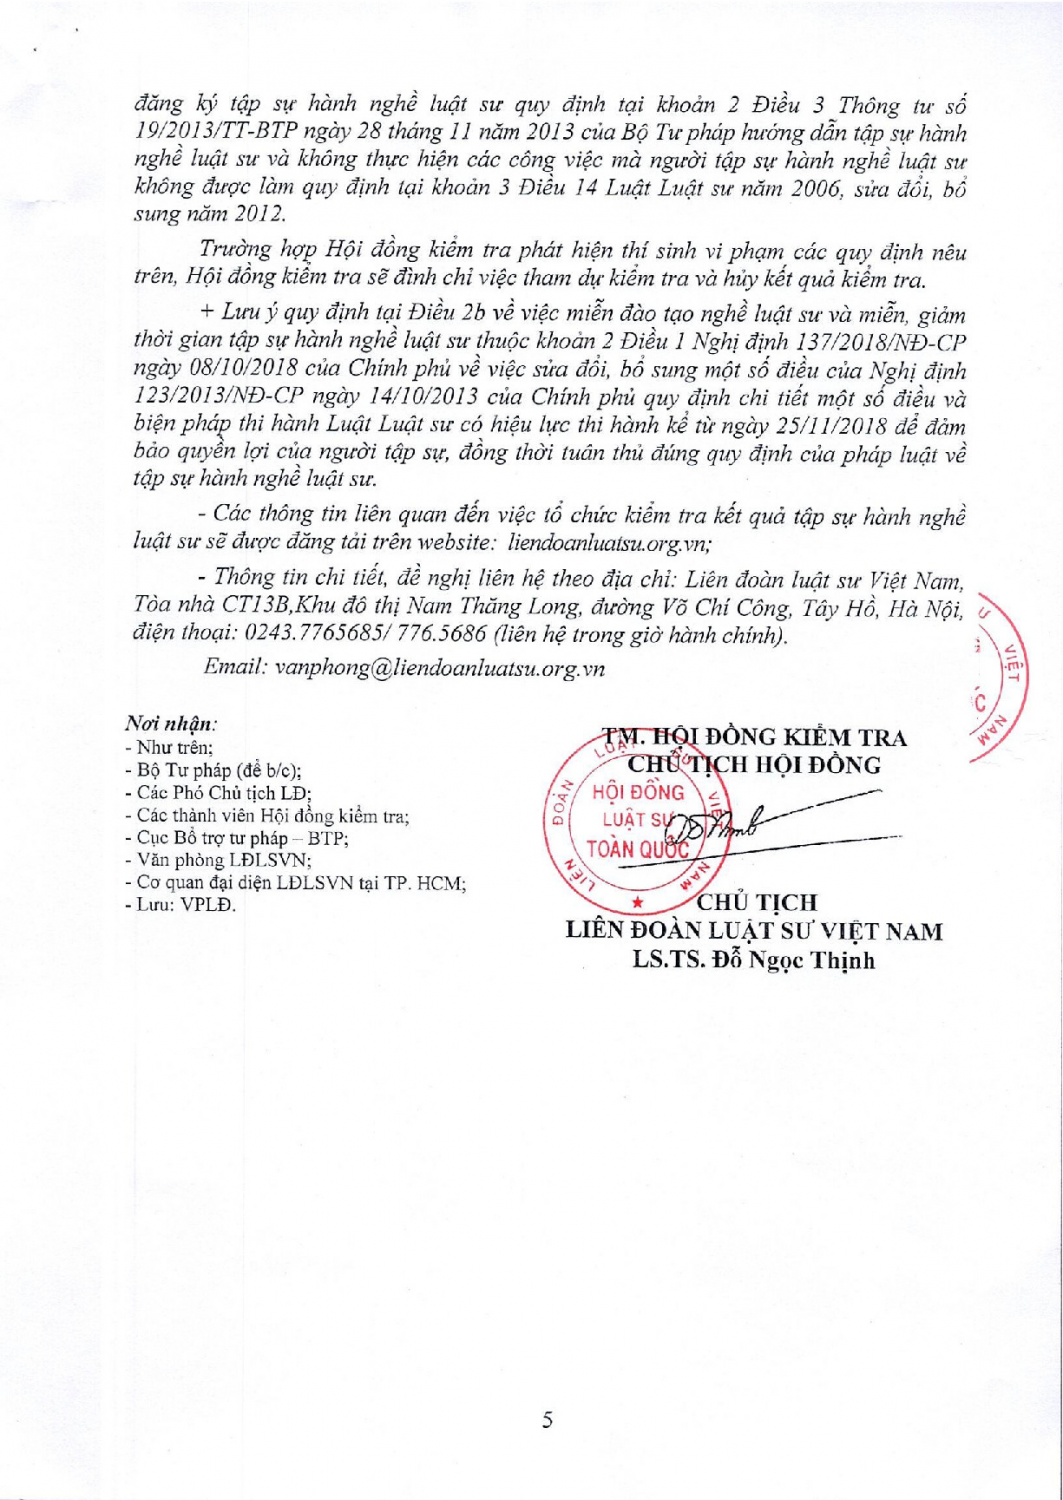 đăng ký tập sự hành nghề luật sư quy định tại khoản 2 Điều 3 Thông tư số
19/2013/TT-BTP ngày 28 tháng 11 năm 2013 của Bộ Tư pháp hướng dẫn tập sự hành
nghề luật sư và không thực hiện các công việc mà người tập sự hành nghề luật sư
không được làm quy định tại khoản 3 Điều 14 Luật Luật sư năm 2006, sửa đổi, bổ
sung năm 2012.
Trường hợp Hội đồng kiểm tra phát hiện thí sinh vi phạm các quy định nêu
trên, Hội đồng kiểm tra sẽ đình chỉ việc tham dự kiểm tra và hủy kết quả kiểm tra.
+ Lưu ý quy định tại Điều 2b về việc miễn đào tạo nghề luật sư và miễn, giảm
thời gian tập sự hành nghề luật sư thuộc khoản 2 Điều 1 Nghị định 137/2018/NĐ-CP
ngày 08/10/2018 của Chính phủ về việc sửa đổi, bổ sung một số điều của Nghị định
123/2013/NĐ-CP ngày 14/10/2013 của Chính phủ quy định chi tiết một số điều và
biện pháp thi hành Luật Luật sư có hiệu lực thi hành kể từ ngày 25/11/2018 để đảm
bảo quyền lợi của người tập sự, đồng thời tuân thủ đúng quy định của pháp luật về
tập sự hành nghề luật sư.
- Các thông tin liên quan đến việc tổ chức kiểm tra kết quả tập sự hành nghề
luật sư sẽ được đăng tải trên website: liendoanluatsu.org.vn;
- Thông tin chi tiết, đề nghị liên hệ theo địa chỉ: Liên đoàn luật sư Việt Nam,
Tòa nhà CT13B,Khu đô thị Nam Thăng Long, đường Võ Chí Công, Tây Hồ, Hà Nội,
điện thoại: 0243.7765685/ 776.5686 (liên hệ trong giờ hành chính).
Email: vanphong@liendoanluatsu.org.vn
VIỆT NAM
Nơi nhận:
- Như trên;
- Bộ Tư pháp (để b/c);
- Các Phó Chủ tịch LĐ;
- Các thành viên Hội đồng kiểm tra;
- Cục Bổ trợ tư pháp – BTP;
- Văn phòng LĐLSVN;
- Cơ quan đại diện LĐLSVN tại TP. HCM;
- Lưu: VPLĐ.
TM. HỘI ĐỒNG KIỂM TRA
CHỦ TỊCH HỘI ĐỒNG
LIÊN ĐOÀN LUẬT SƯ VIỆT NAM
HỘI ĐỒNG
LUẬT SƯ
TOÀN QUỐC
CHỦ TỊCH
LIÊN ĐOÀN LUẬT SƯ VIỆT NAM
LS.TS. Đỗ Ngọc Thịnh
5